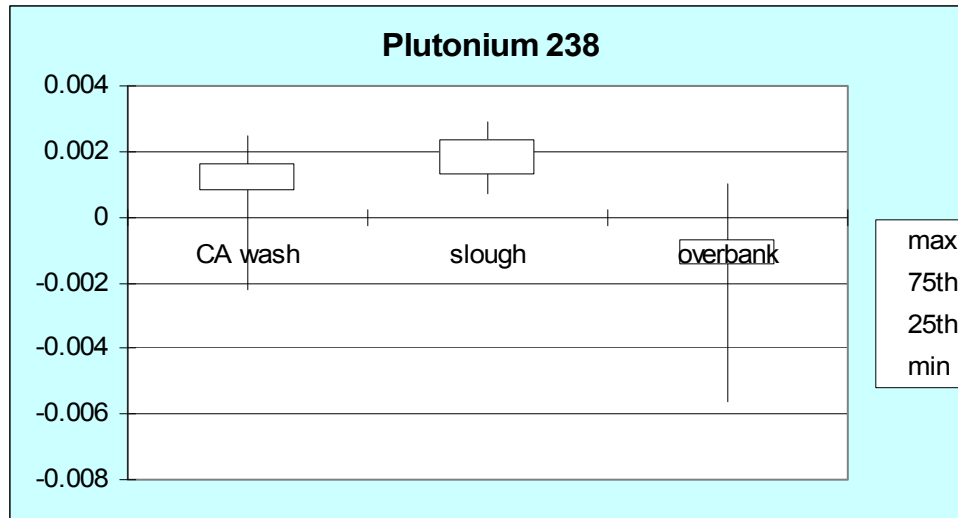 Plutonium 238
0.004
0.002
0
-0.002
-0.004
-0.006
-0.008
CA wash
slough
overbank
max
75th
25th
min